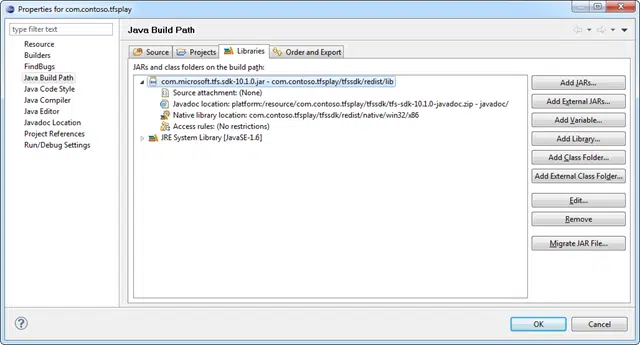 Properties for com.contoso.tfsplay
type filter text
Resource
Builders
FindBugs
Java Build Path
Java Code Style
Java Compiler
Java Editor
Javadoc Location
Project References
Run/Debug Settings
Java Build Path
Source
Projects
Libraries
Order and Export
JARs and class folders on the build path:
com.microsoft.tfs.sdk-10.1.0.jar - com.contoso.tfsplay/tfssdk/redist/lib
Source attachment: (None)
Javadoc location: platform:/resource/com.contoso.tfsplay/tfssdk/tfs-sdk-10.1.0-javadoc.zip - javadoc/
Native library location: com.contoso.tfsplay/tfssdk/redist/native/win32/x86
Access rules: (No restrictions)
JRE System Library [JavaSE-1.6]
Add JARs...
Add External JARs...
Add Variable...
Add Library...
Add Class Folder...
Add External Class Folder...
Edit...
Remove
Migrate JAR File...
OK
Cancel